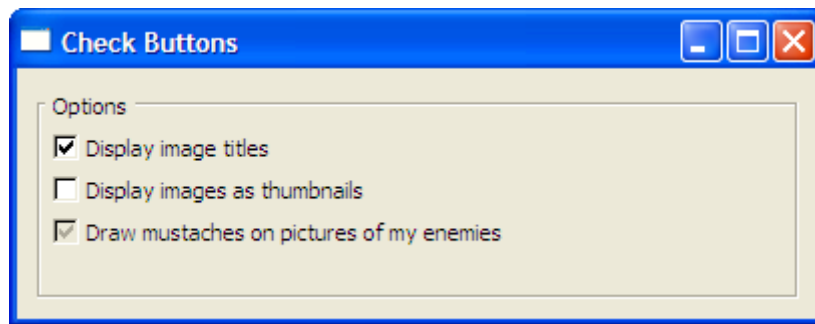 Check Buttons
Options
Display image titles
Display images as thumbnails
Draw mustaches on pictures of my enemies